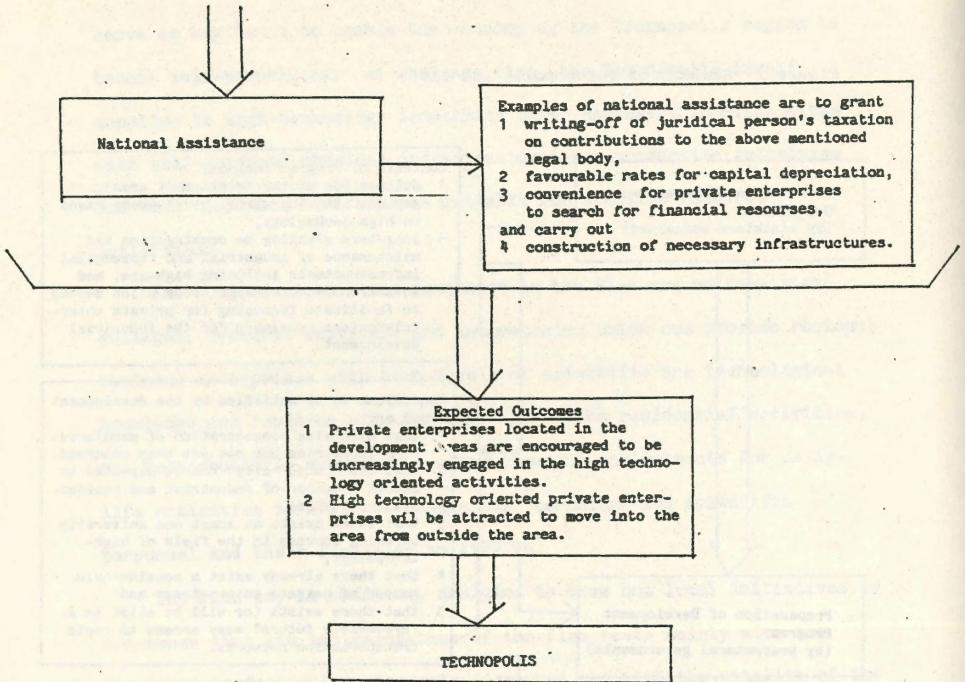 National Assistance
Examples of national assistance are to grant
1 writing-off of juridical person's taxation
on contributions to the above mentioned
legal body,
2 favourable rates for capital depreciation,
3 convenience for private enterprises
to search for financial resourses,
and carry out
4 construction of necessary infrastructures.
Expected Outcomes
1 Private enterprises located in the
development areas are encouraged to be
increasingly engaged in the high techno-
logy oriented activities.
2 High technology oriented private enter-
prises wil be attracted to move into the
area from outside the area.
TECHNOPOLIS